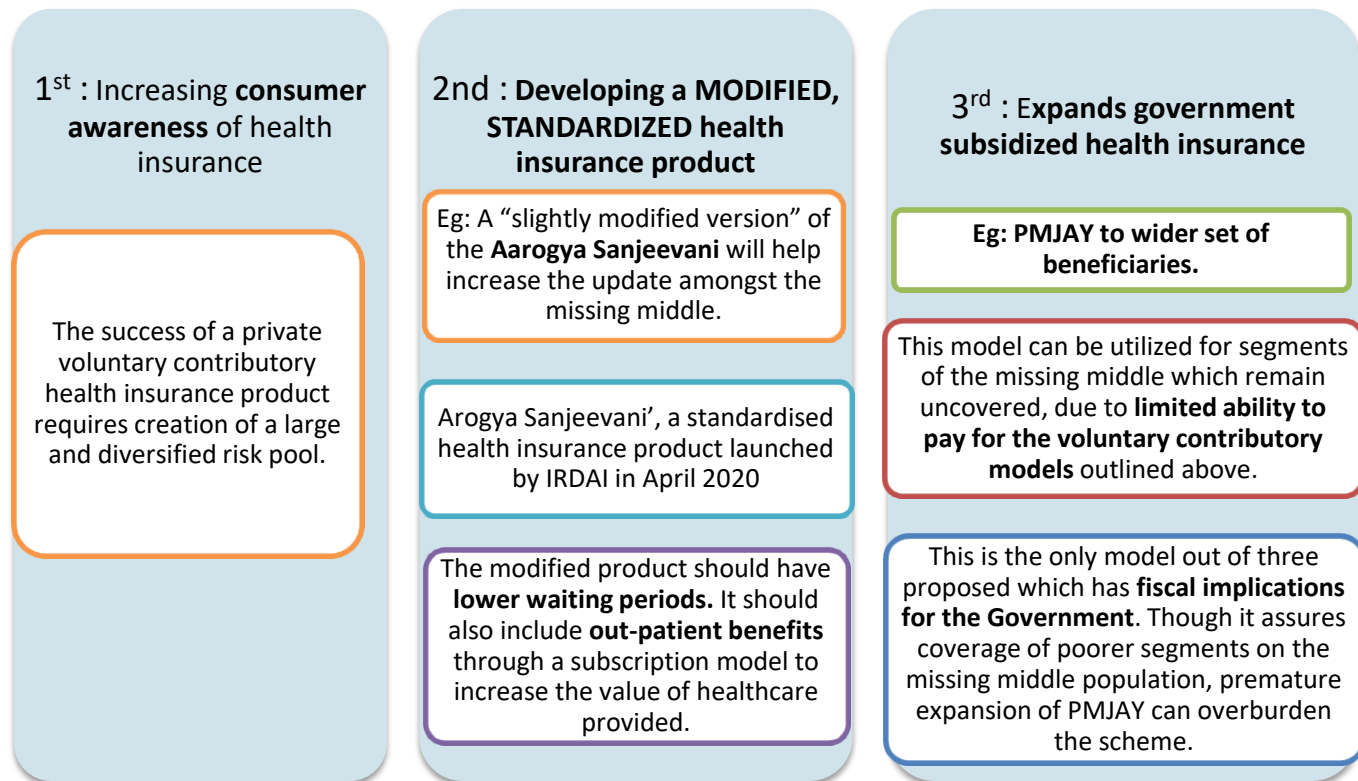 1st : Increasing consumer
awareness of health
insurance
The success of a private
voluntary contributory
health insurance product
requires creation of a large
and diversified risk pool.
2nd : Developing a MODIFIED,
STANDARDIZED health
insurance product
Eg: A “slightly modified version” of
the Aarogya Sanjeevani will help
increase the update amongst the
missing middle.
Arogya Sanjeevani’, a standardised
health insurance product launched
by IRDAI in April 2020
The modified product should have
lower waiting periods. It should
also include out-patient benefits
through a subscription model to
increase the value of healthcare
provided.
3rd : Expands government
subsidized health insurance
Eg: PMJAY to wider set of
beneficiaries.
This model can be utilized for segments
of the missing middle which remain
uncovered, due to limited ability to
pay for the voluntary contributory
models outlined above.
This is the only model out of three
proposed which has fiscal implications
for the Government. Though it assures
coverage of poorer segments on the
missing middle population, premature
expansion of PMJAY can overburden
the scheme.